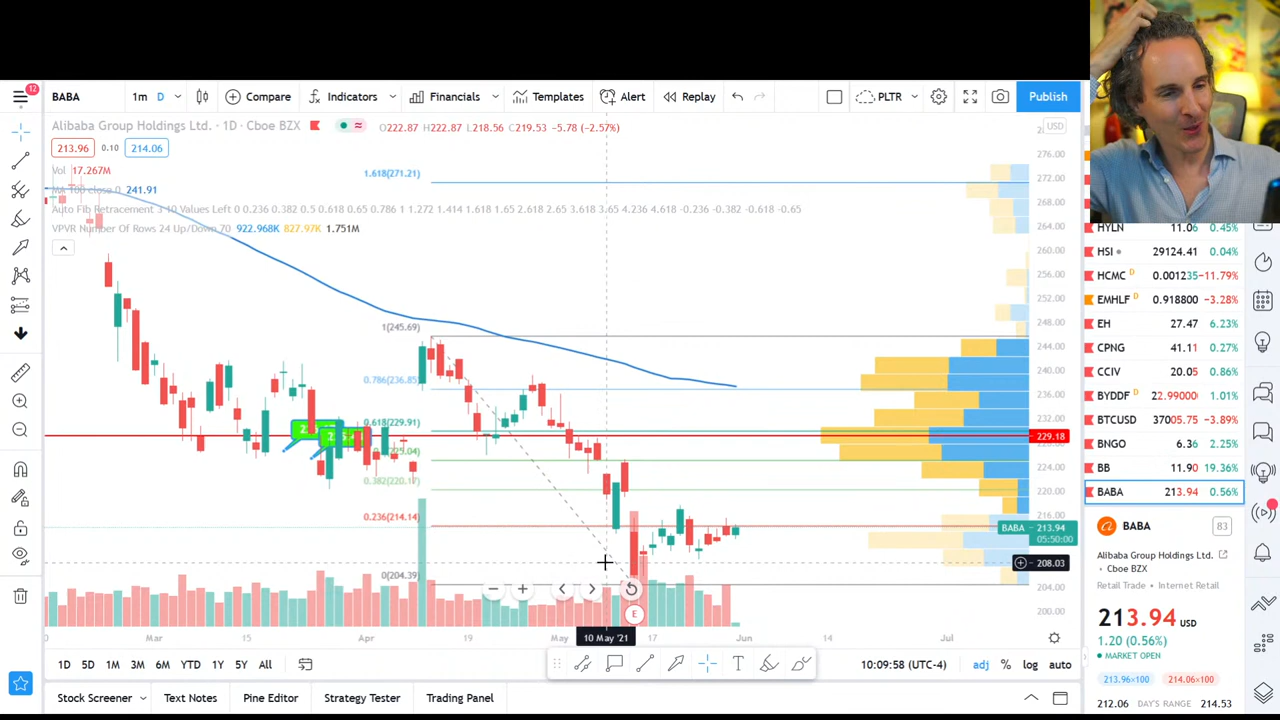 12
BABA
1m D
Compare
Indicators
Financials
Templates
Alert
Replay
PLTR
Publish
Alibaba Group Holdings Ltd. · 1D · Cboe BZX
O222.87 H222.87 L218.56 C219.53 -5.78 (-2.57%)
USD
213.96 0.10 214.06
Vol 17.267M
MA 100 close 0 241.91
Auto Fib Retracement 3 10 Values Left 0 0.236 0.382 0.5 0.618 0.65 0.786 1 1.272 1.414 1.618 1.65 2.618 2.65 3.618 3.65 4.236 4.618 -0.236 -0.382 -0.618 -0.65
VPVR Number Of Rows 24 Up/Down 70 922.968K 827.97K 1.751M
1.618(271.21)
1(245.69)
0.786(236.85)
0.618(229.91)
0.382(220.17)
0.236(214.14)
0(204.39)
276.00
272.00
268.00
264.00
260.00
256.00
252.00
248.00
244.00
240.00
236.00
232.00
229.18
224.00
220.00
216.00
BABA 213.94
05:50:00
208.03
204.00
200.00
E
Mar 15 Apr 19 May 10 May '21 17 Jun 14 Jul
1D 5D 1M 3M 6M YTD 1Y 5Y All
10:09:58 (UTC-4) adj % log auto
Stock Screener
Text Notes
Pine Editor
Strategy Tester
Trading Panel
HYLN 11.06 0.45%
HSI 29124.41 0.04%
HCMC D 0.001235 -11.79%
EMHLF D 0.918800 -3.28%
EH 27.47 6.23%
CPNG 41.11 0.27%
CCIV 20.05 0.86%
BYDDF D 22.99000 1.01%
BTCUSD 37005.75 -3.89%
BNGO 6.36 2.25%
BB 11.90 19.36%
BABA 213.94 0.56%
BABA 83
Alibaba Group Holdings Ltd.
Cboe BZX
Retail Trade Internet Retail
213.94 USD
1.20 (0.56%)
MARKET OPEN
213.96×100 214.06×100
212.06 DAY'S RANGE 214.53